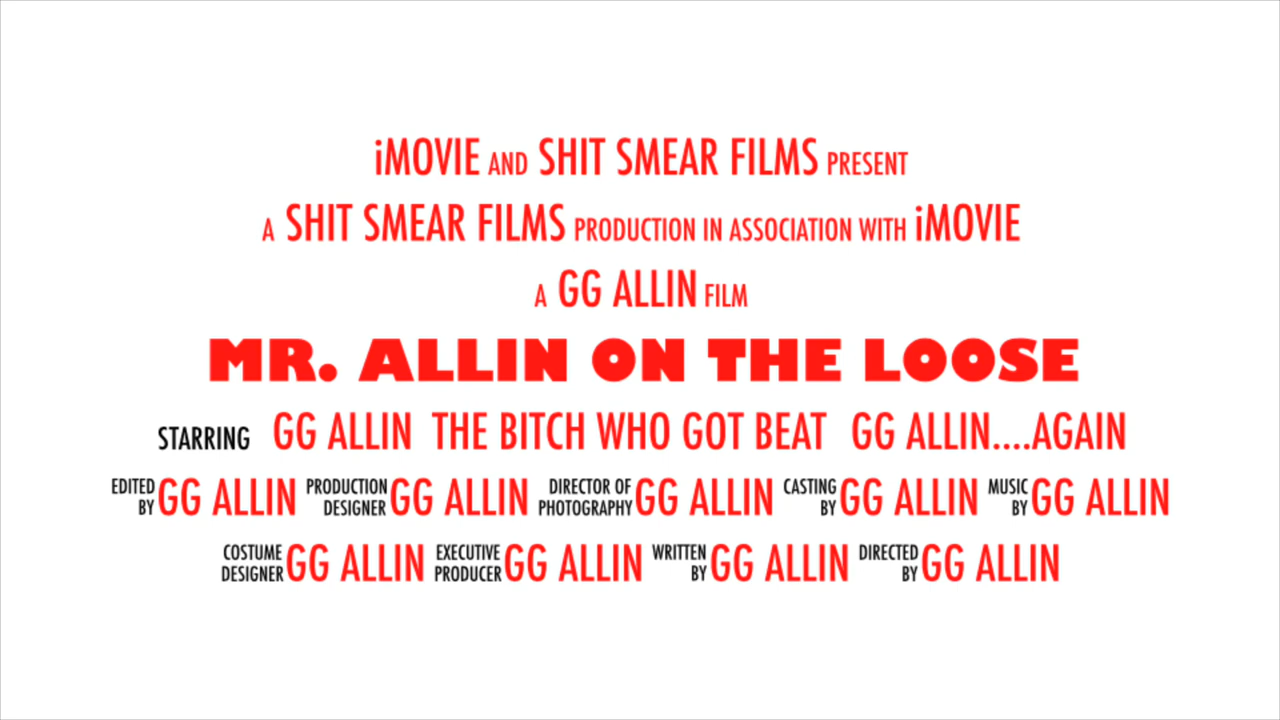 iMOVIE AND SHIT SMEAR FILMS PRESENT
A SHIT SMEAR FILMS PRODUCTION IN ASSOCIATION WITH iMOVIE
A GG ALLIN FILM
MR. ALLIN ON THE LOOSE
STARRING GG ALLIN THE BITCH WHO GOT BEAT GG ALLIN....AGAIN
EDITED BY GG ALLIN PRODUCTION DESIGNER GG ALLIN DIRECTOR OF PHOTOGRAPHY GG ALLIN CASTING BY GG ALLIN MUSIC BY GG ALLIN
COSTUME DESIGNER GG ALLIN EXECUTIVE PRODUCER GG ALLIN WRITTEN BY GG ALLIN DIRECTED BY GG ALLIN